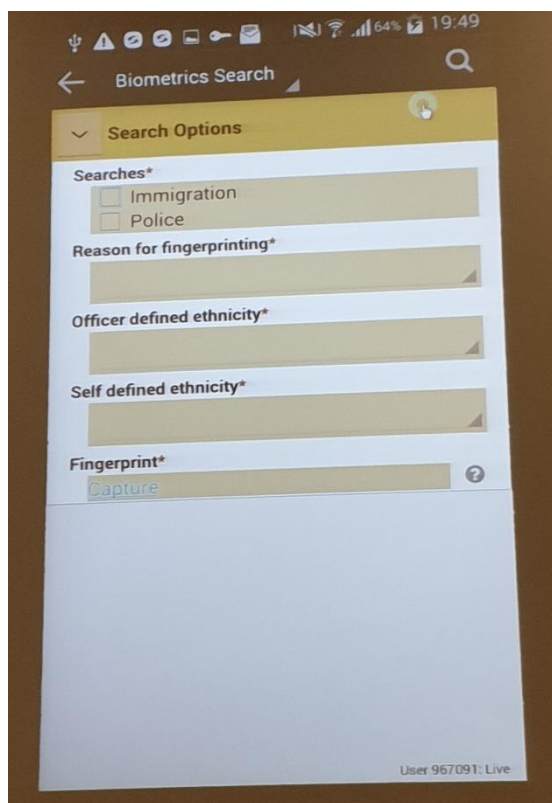 64% 19:49
Biometrics Search
Search Options
Searches*
Immigration
Police
Reason for fingerprinting*
Officer defined ethnicity*
Self defined ethnicity*
Fingerprint*
Capture
?
User 967091: Live